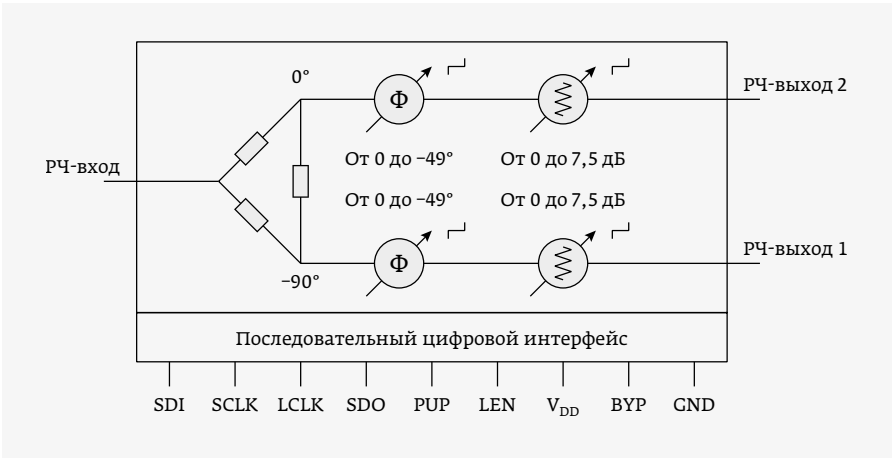 0°
РЧ-выход 2
Ф
От 0 до −49° От 0 до 7,5 дБ
РЧ-вход
От 0 до −49° От 0 до 7,5 дБ
РЧ-выход 1
Ф
−90°
Последовательный цифровой интерфейс
SDI SCLK LCLK SDO PUP LEN VDD BYP GND